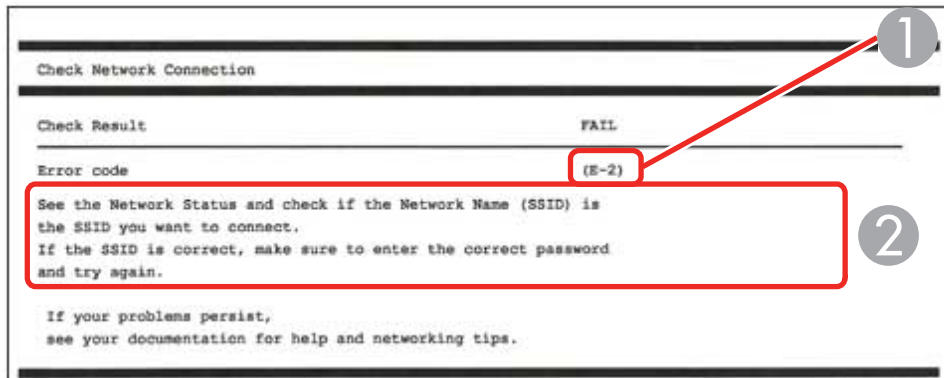 1
Check Network Connection
Check Result FAIL
Error code (E-2)
See the Network Status and check if the Network Name (SSID) is
the SSID you want to connect.
If the SSID is correct, make sure to enter the correct password
and try again.
2
If your problems persist,
see your documentation for help and networking tips.